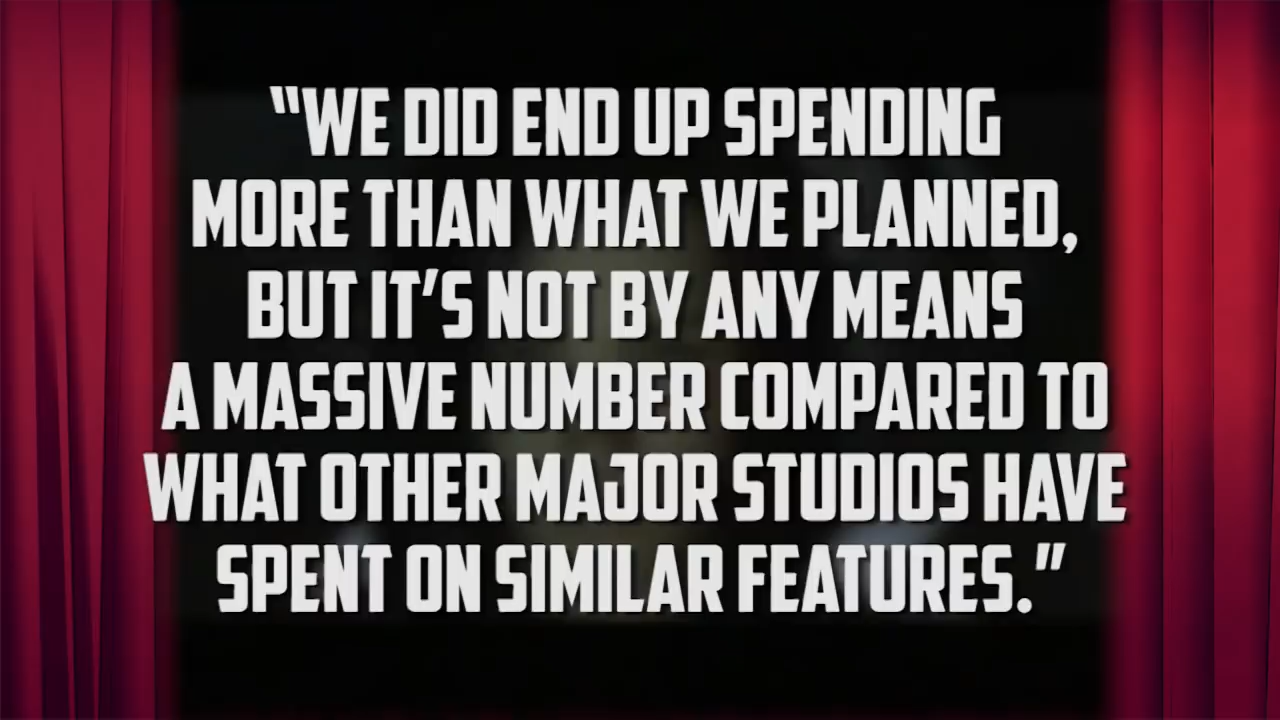 “WE DID END UP SPENDING
MORE THAN WHAT WE PLANNED,
BUT IT’S NOT BY ANY MEANS
A MASSIVE NUMBER COMPARED TO
WHAT OTHER MAJOR STUDIOS HAVE
SPENT ON SIMILAR FEATURES.”